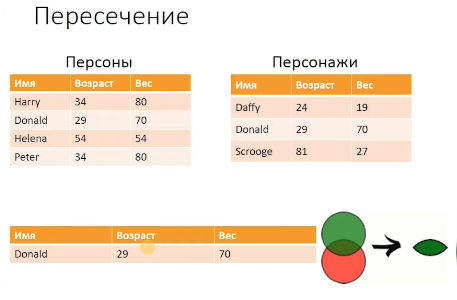 Пересечение
Персоны
Имя Возраст Вес
Harry 34 80
Donald 29 70
Helena 54 54
Peter 34 80
Персонажи
Имя Возраст Вес
Daffy 24 19
Donald 29 70
Scrooge 81 27
Имя Возраст Вес
Donald 29 70